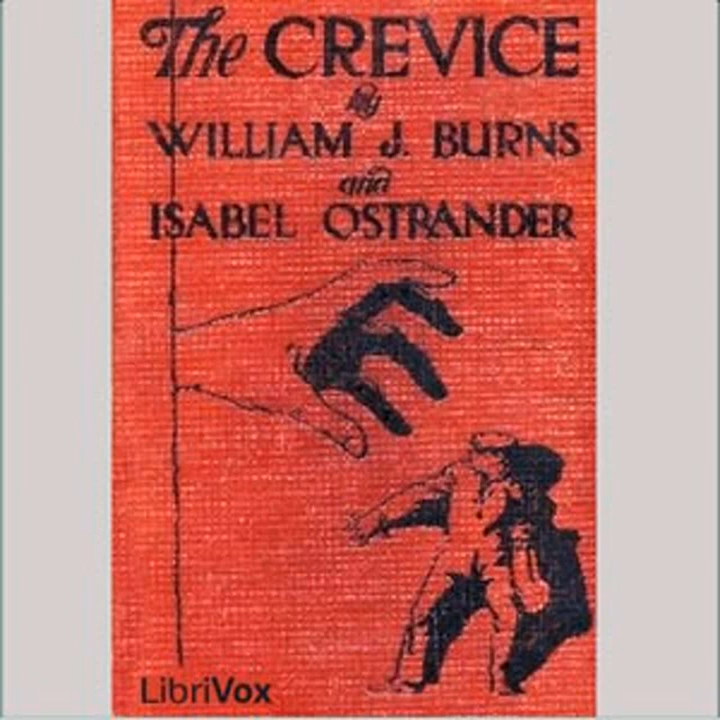 The CREVICE
By
WILLIAM J. BURNS
and
ISABEL OSTRANDER
LibriVox